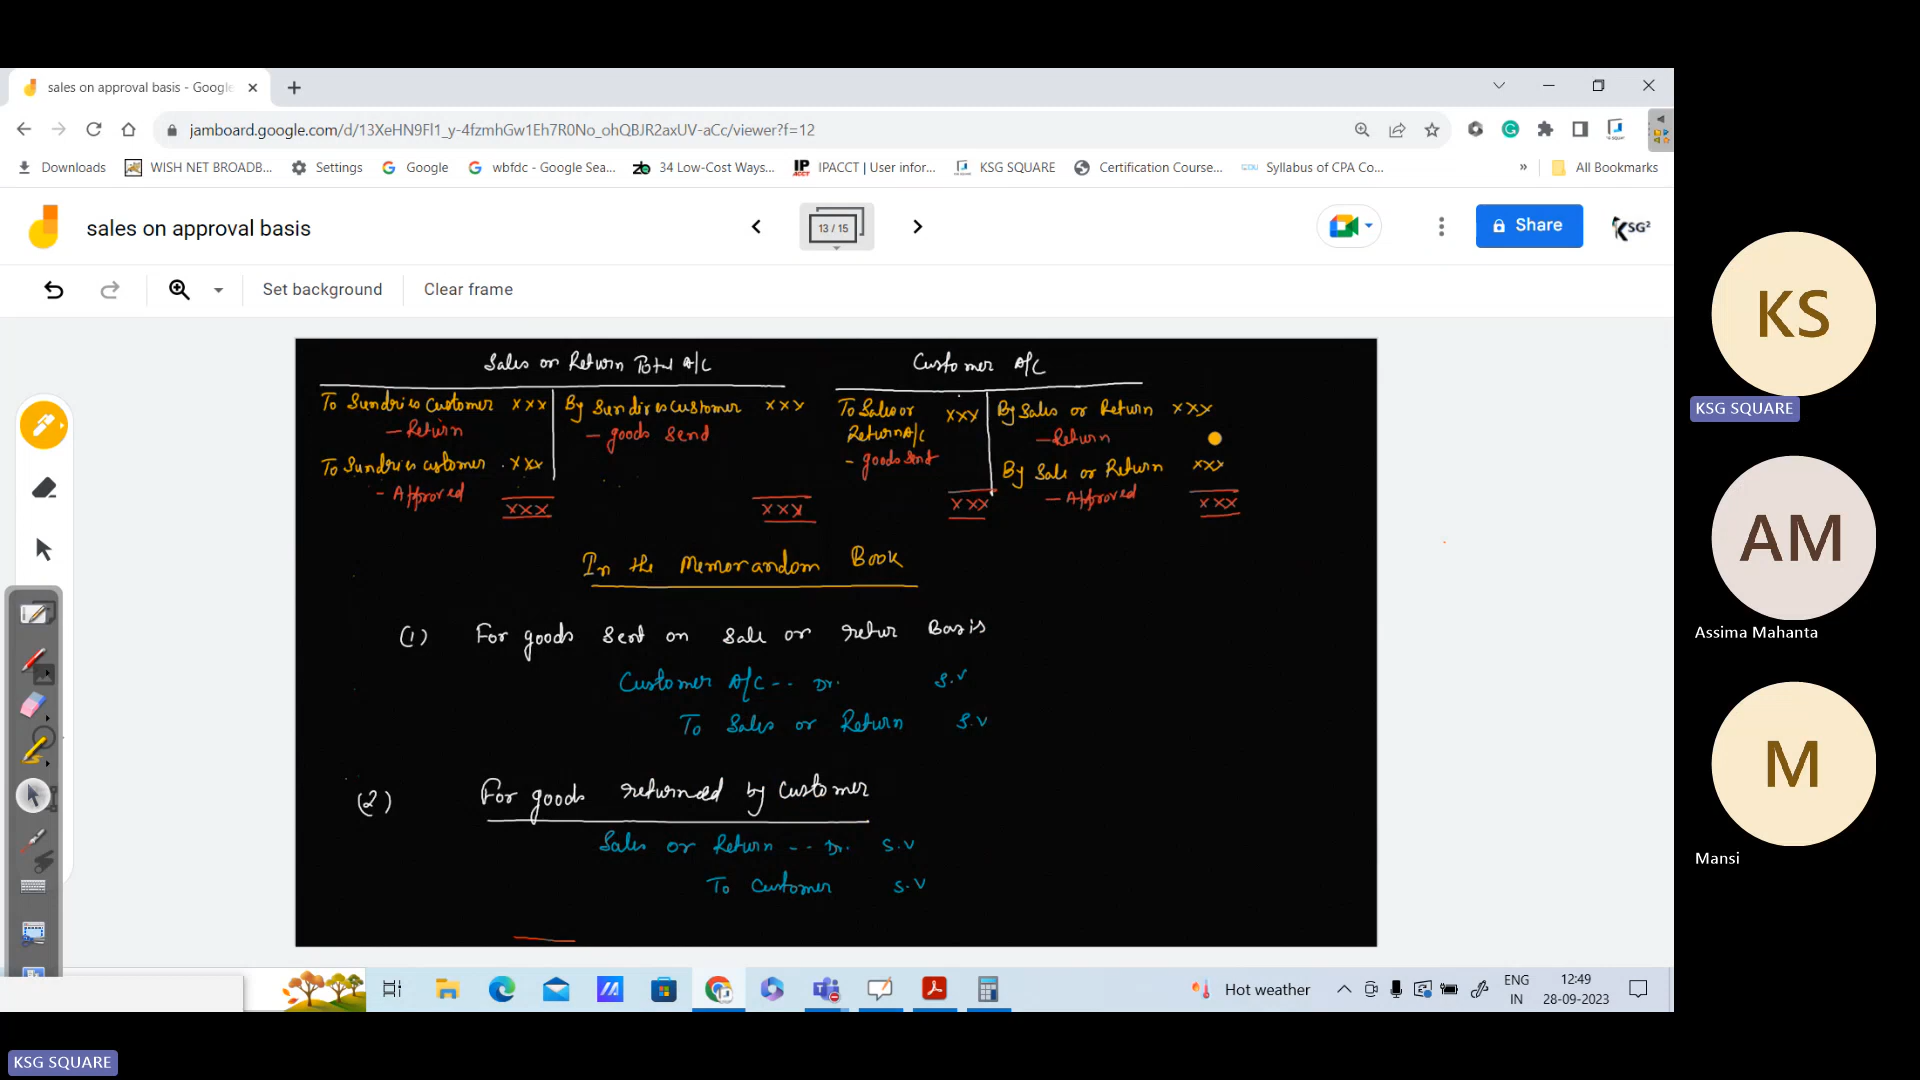 sales on approval basis - Google
jamboard.google.com/d/13XeHN9Fl1_y-4fzmhGw1Eh7R0No_ohQBJR2axUV-aCc/viewer?f=12
Downloads WISH NET BROADB... Settings Google wbfdc - Google Sea... 34 Low-Cost Ways... IPACCT | User infor... KSG SQUARE Certification Course... Syllabus of CPA Co... » All Bookmarks
sales on approval basis
13 / 15
Share
KSG²
Set background Clear frame
Sales or Return Total A/C
To Sundries Customer xxx By Sundires customer xxx
- Return - goods Send
To Sundries customer xxx
- Approved
xxx xxx
Customer A/C
To Sales or xxx By Sales or Return xxx
Return A/C - Return
- goods sent By Sale or Return xxx
- Approved
xxx xxx
In the Memorandom Book
(1) For goods Sent on Sale or retur Basis
Customer A/C -- Dr. S.V
To Sales or Return S.V
(2) For goods returned by Customer
Sales or Return -- Dr. S.V
To Customer S.V
KS
KSG SQUARE
AM
Assima Mahanta
M
Mansi
Hot weather
ENG
IN
12:49
28-09-2023
KSG SQUARE